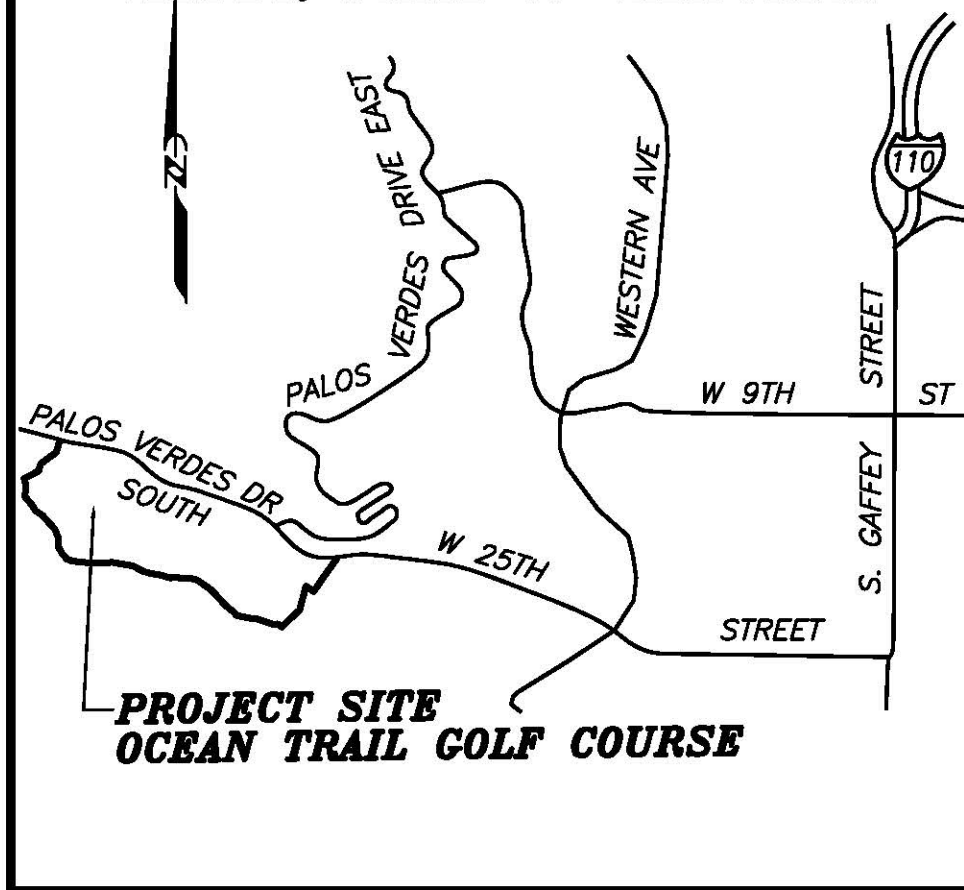 110
PALOS VERDES DRIVE EAST
WESTERN AVE
N
W 9TH ST
S. GAFFEY STREET
PALOS VERDES DR
SOUTH
W 25TH STREET
PROJECT SITE
OCEAN TRAIL GOLF COURSE